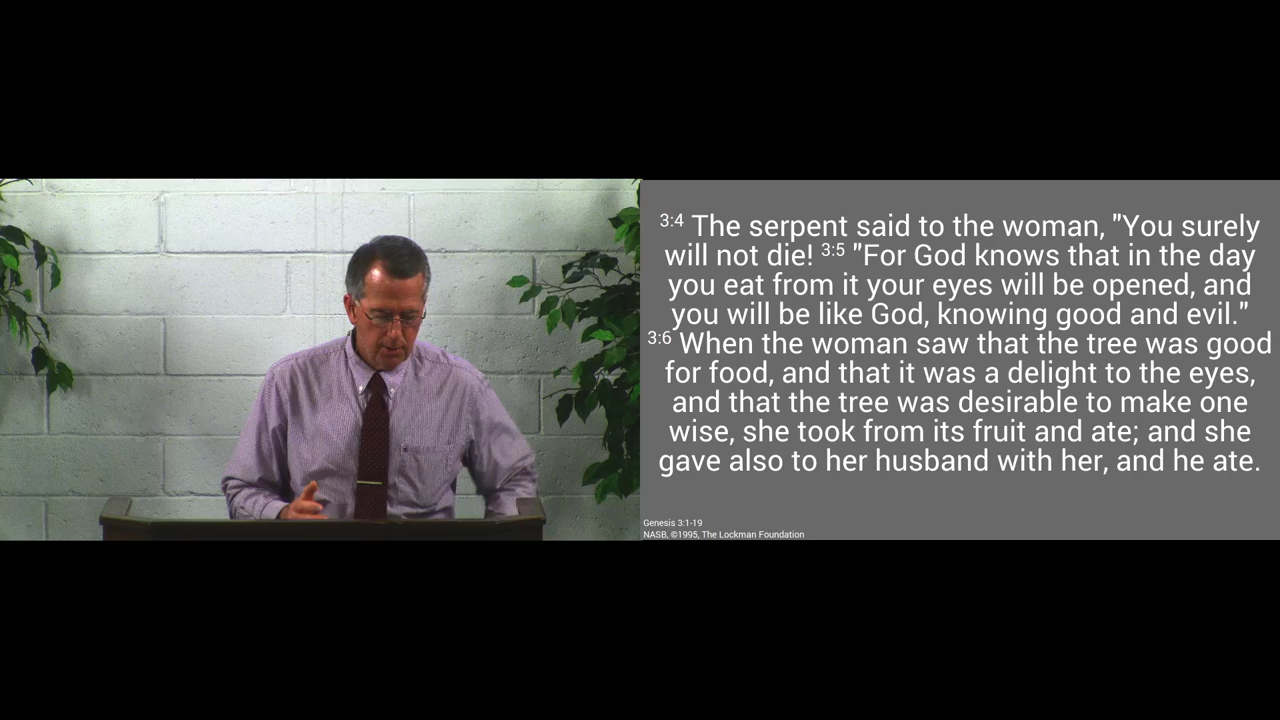 3:4 The serpent said to the woman, "You surely
will not die! 3:5 "For God knows that in the day
you eat from it your eyes will be opened, and
you will be like God, knowing good and evil."
3:6 When the woman saw that the tree was good
for food, and that it was a delight to the eyes,
and that the tree was desirable to make one
wise, she took from its fruit and ate; and she
gave also to her husband with her, and he ate.
Genesis 3:1-19
NASB, ©1995, The Lockman Foundation